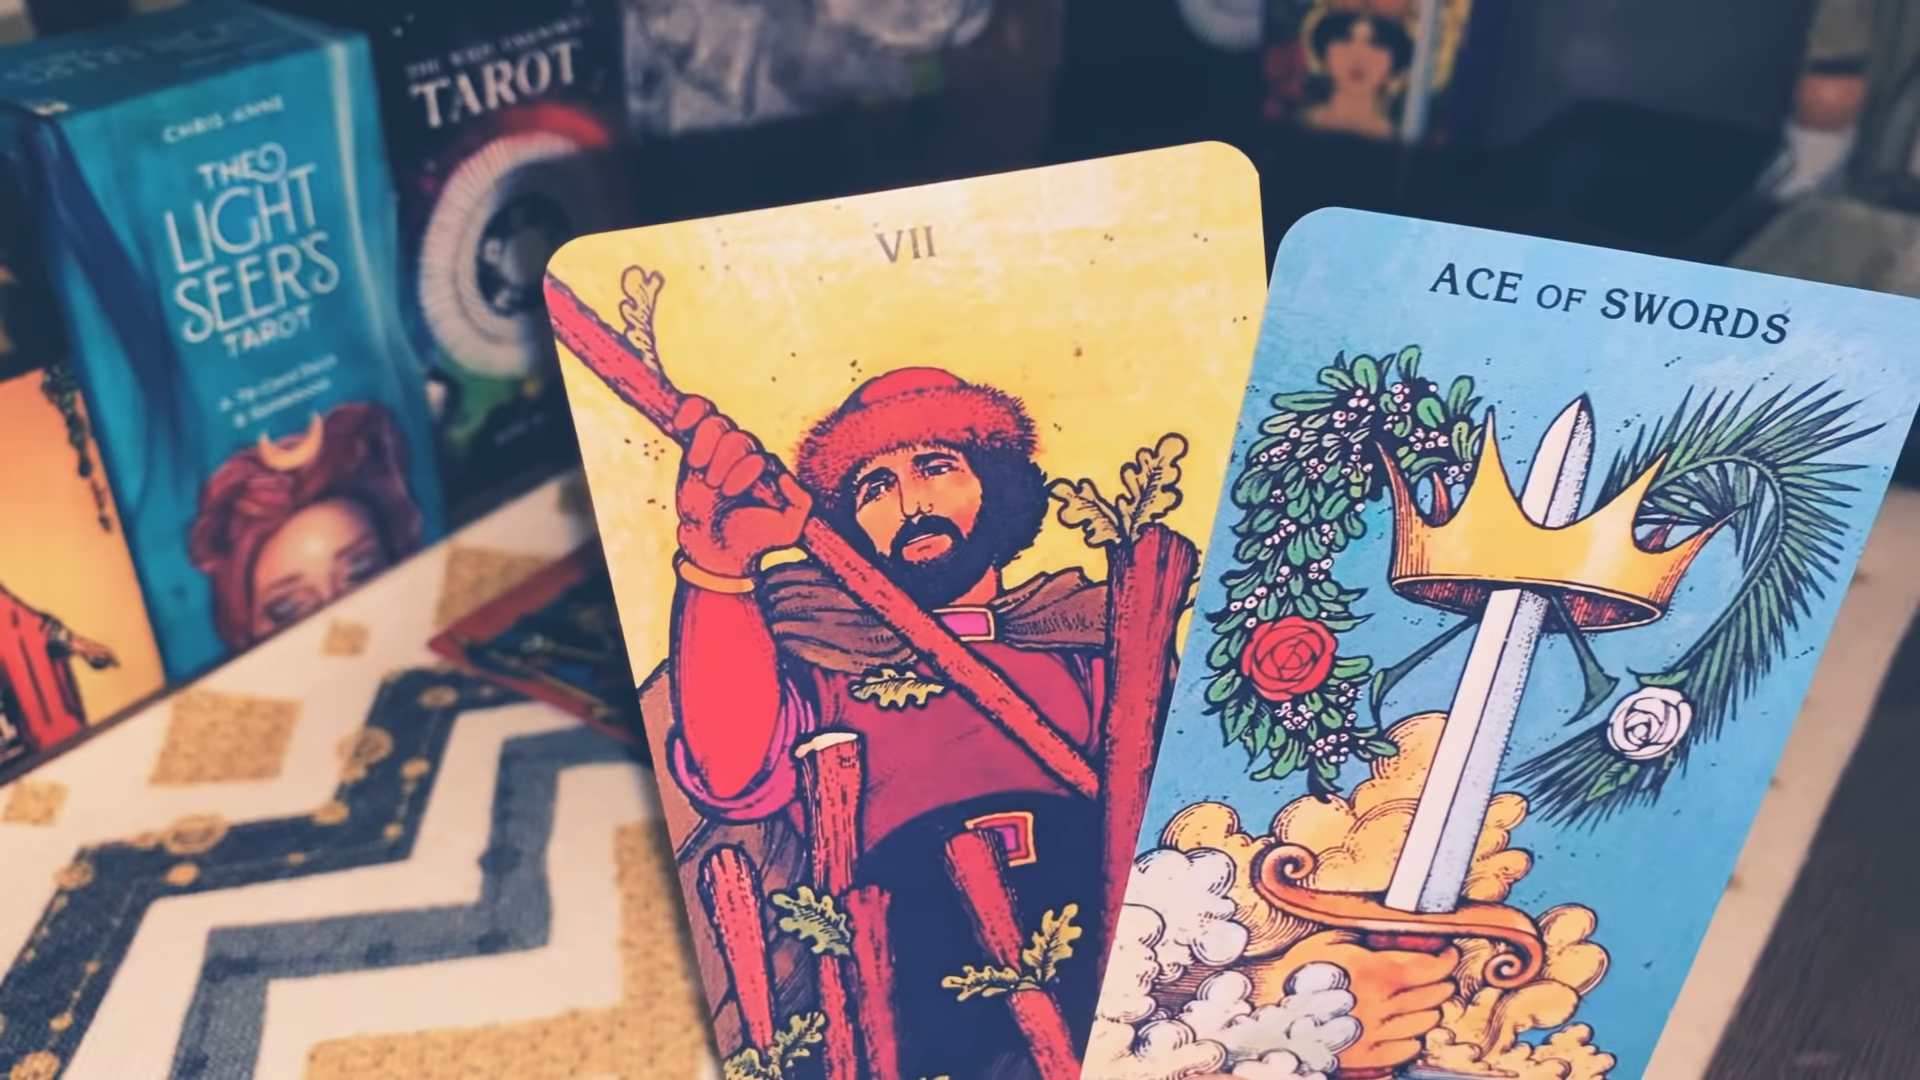 CHRIS-ANNE
THE
LIGHT
SEER'S
TAROT
TAROT
VII
ACE OF SWORDS